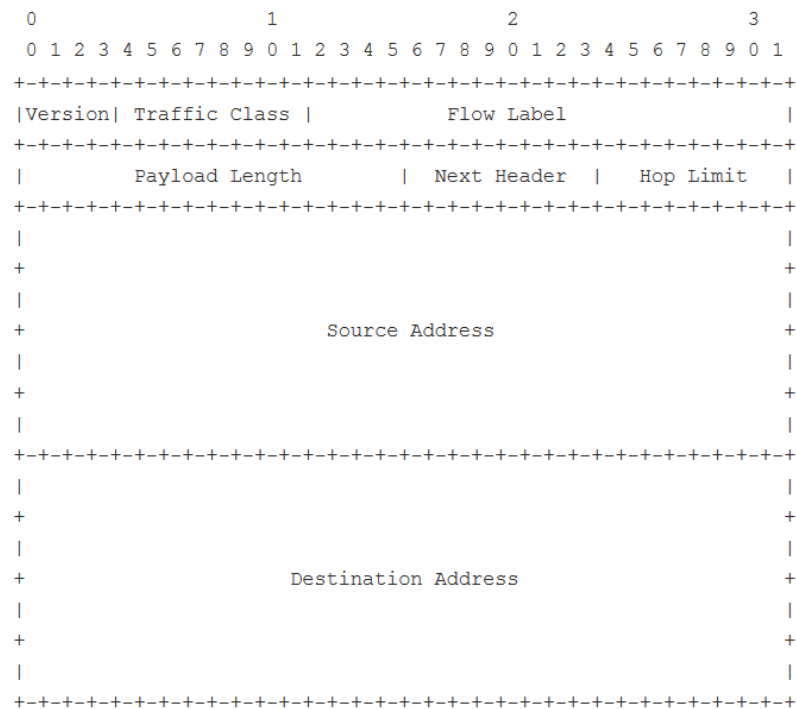 0                   1                   2                   3
 0 1 2 3 4 5 6 7 8 9 0 1 2 3 4 5 6 7 8 9 0 1 2 3 4 5 6 7 8 9 0 1
+-+-+-+-+-+-+-+-+-+-+-+-+-+-+-+-+-+-+-+-+-+-+-+-+-+-+-+-+-+-+-+-+
|Version| Traffic Class |           Flow Label                  |
+-+-+-+-+-+-+-+-+-+-+-+-+-+-+-+-+-+-+-+-+-+-+-+-+-+-+-+-+-+-+-+-+
|         Payload Length        |  Next Header  |   Hop Limit   |
+-+-+-+-+-+-+-+-+-+-+-+-+-+-+-+-+-+-+-+-+-+-+-+-+-+-+-+-+-+-+-+-+
|                                                               |
+                                                               +
|                                                               |
+                         Source Address                        +
|                                                               |
+                                                               +
|                                                               |
+-+-+-+-+-+-+-+-+-+-+-+-+-+-+-+-+-+-+-+-+-+-+-+-+-+-+-+-+-+-+-+-+
|                                                               |
+                                                               +
|                                                               |
+                      Destination Address                      +
|                                                               |
+                                                               +
|                                                               |
+-+-+-+-+-+-+-+-+-+-+-+-+-+-+-+-+-+-+-+-+-+-+-+-+-+-+-+-+-+-+-+-+